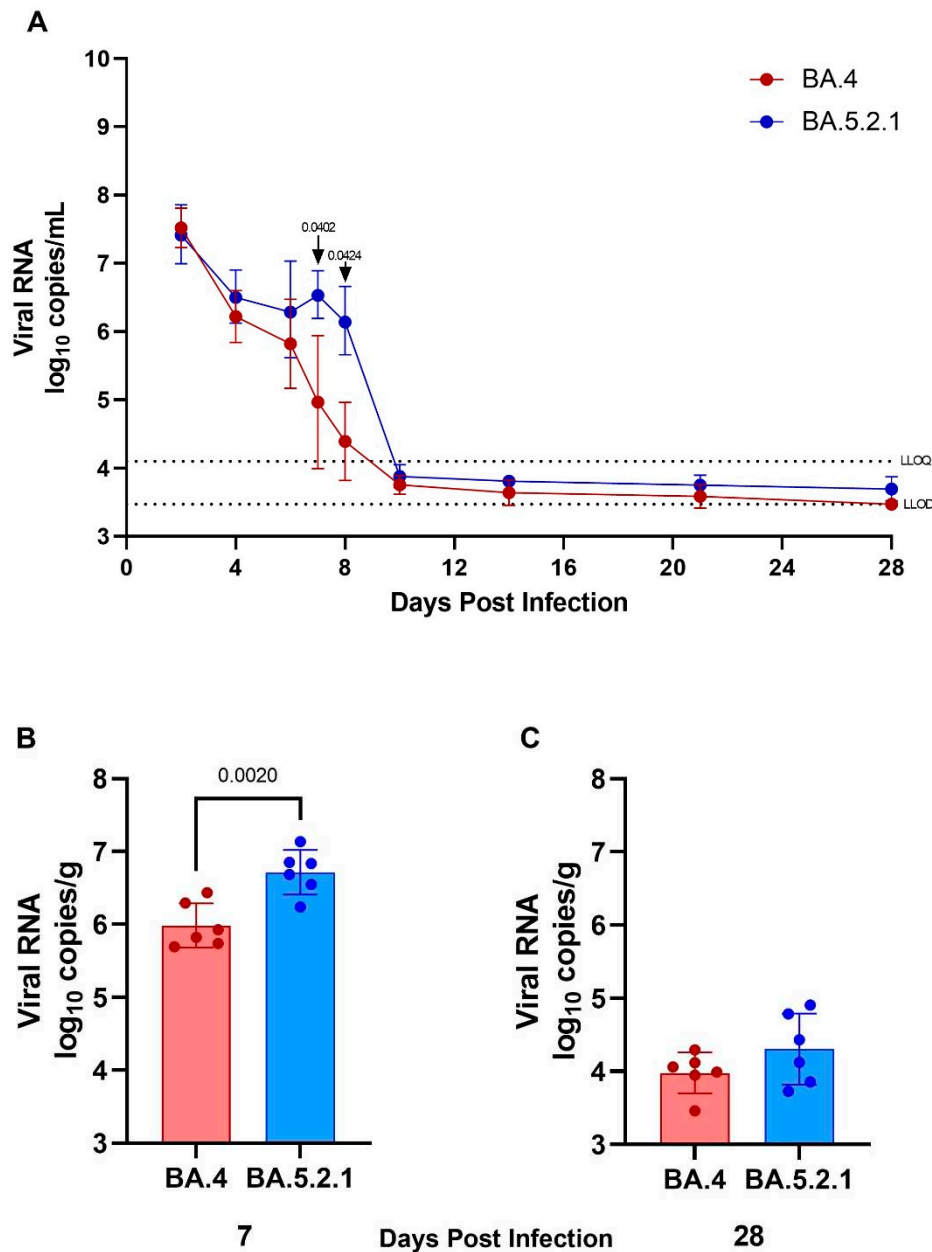 A
10
9
8
7
6
5
4
3
Viral RNA
log10 copies/mL
BA.4
BA.5.2.1
0.0402
0.0424
LLOQ
LLOD
0 4 8 12 16 20 24 28
Days Post Infection
B
8
7
6
5
4
3
Viral RNA
log10 copies/g
0.0020
BA.4 BA.5.2.1
7
C
8
7
6
5
4
3
Viral RNA
log10 copies/g
BA.4 BA.5.2.1
Days Post Infection
28